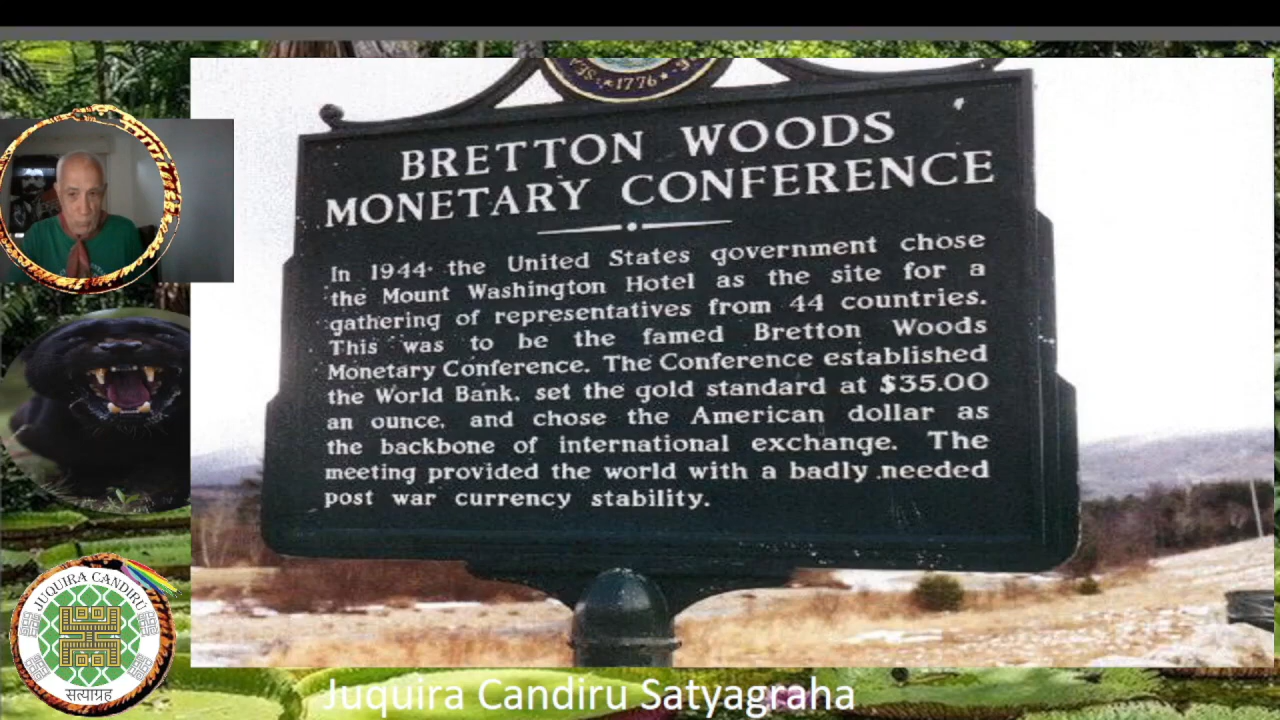 ★1776★
BRETTON WOODS
MONETARY CONFERENCE
In 1944 the United States government chose
the Mount Washington Hotel as the site for a
gathering of representatives from 44 countries.
This was to be the famed Bretton Woods
Monetary Conference. The Conference established
the World Bank, set the gold standard at $35.00
an ounce, and chose the American dollar as
the backbone of international exchange. The
meeting provided the world with a badly needed
post war currency stability.
JUQUIRA CANDIRU
सत्याग्रह
Juquira Candiru Satyagraha